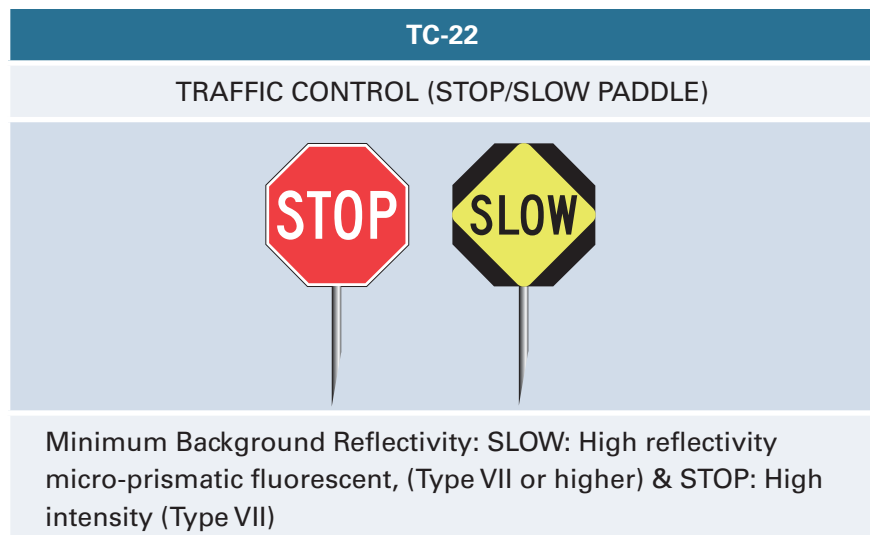 TC-22
TRAFFIC CONTROL (STOP/SLOW PADDLE)
STOP
SLOW
Minimum Background Reflectivity: SLOW: High reflectivity
micro-prismatic fluorescent, (Type VII or higher) & STOP: High
intensity (Type VII)